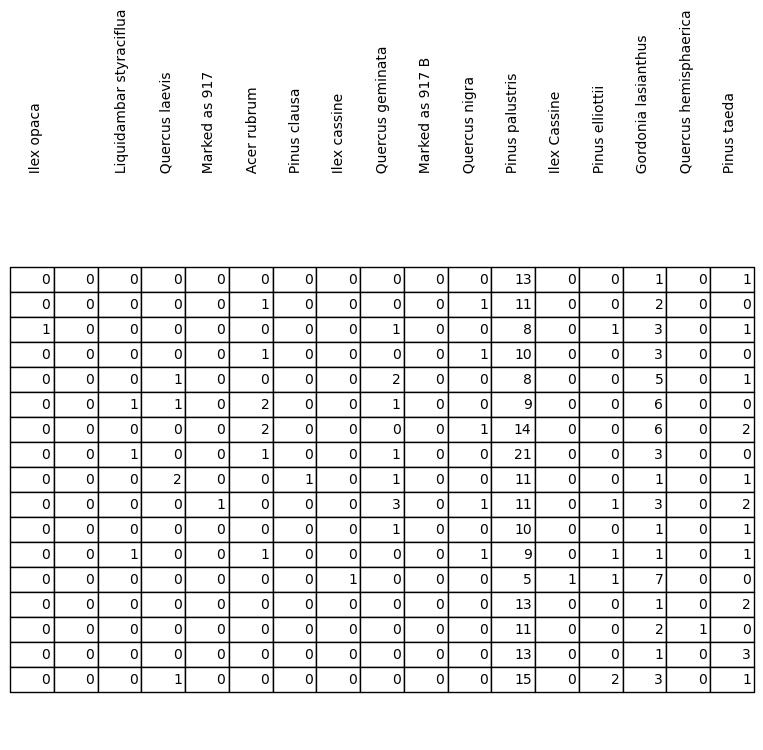 Ilex opaca Liquidambar styraciflua Quercus laevis Marked as 917 Acer rubrum Pinus clausa Ilex cassine Quercus geminata Marked as 917 B Quercus nigra Pinus palustris Ilex Cassine Pinus elliottii Gordonia lasianthus Quercus hemisphaerica Pinus taeda
0 0 0 0 0 0 0 0 0 0 0 13 0 0 1 0 1
0 0 0 0 0 1 0 0 0 0 1 11 0 0 2 0 0
1 0 0 0 0 0 0 0 1 0 0 8 0 1 3 0 1
0 0 0 0 0 1 0 0 0 0 1 10 0 0 3 0 0
0 0 0 1 0 0 0 0 2 0 0 8 0 0 5 0 1
0 0 1 1 0 2 0 0 1 0 0 9 0 0 6 0 0
0 0 0 0 0 2 0 0 0 0 1 14 0 0 6 0 2
0 0 1 0 0 1 0 0 1 0 0 21 0 0 3 0 0
0 0 0 2 0 0 1 0 1 0 0 11 0 0 1 0 1
0 0 0 0 1 0 0 0 3 0 1 11 0 1 3 0 2
0 0 0 0 0 0 0 0 1 0 0 10 0 0 1 0 1
0 0 1 0 0 1 0 0 0 0 1 9 0 1 1 0 1
0 0 0 0 0 0 0 1 0 0 0 5 1 1 7 0 0
0 0 0 0 0 0 0 0 0 0 0 13 0 0 1 0 2
0 0 0 0 0 0 0 0 0 0 0 11 0 0 2 1 0
0 0 0 0 0 0 0 0 0 0 0 13 0 0 1 0 3
0 0 0 1 0 0 0 0 0 0 0 15 0 2 3 0 1